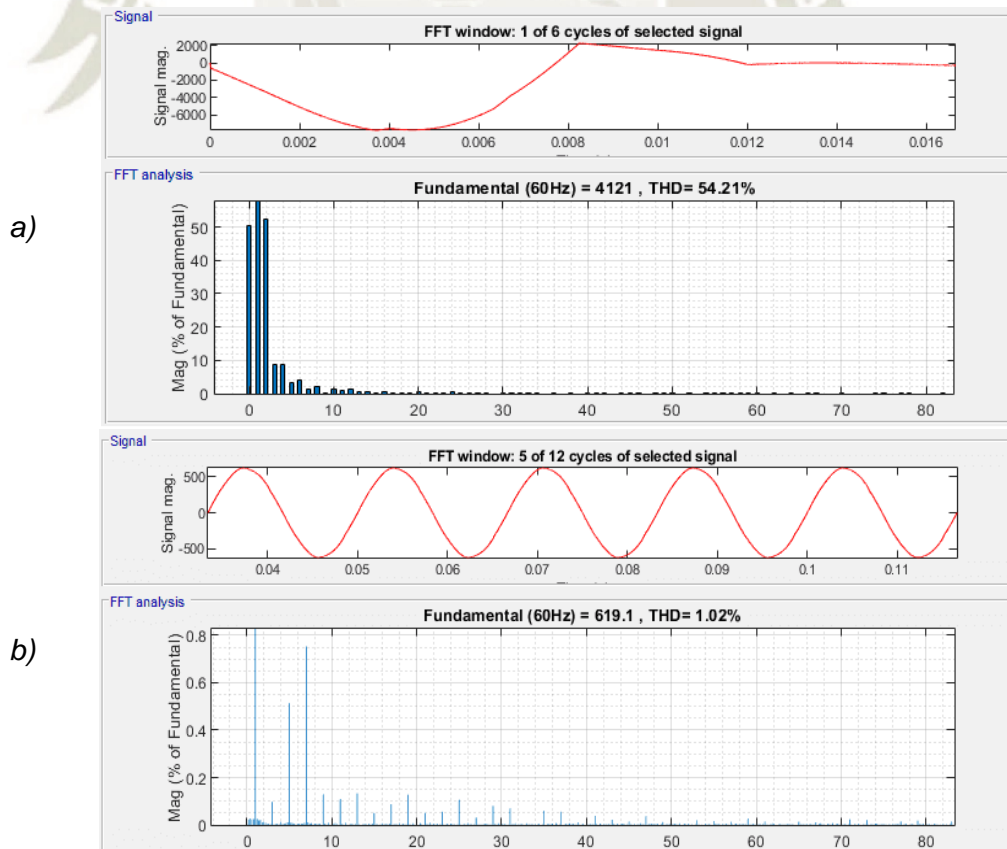 Signal
FFT window: 1 of 6 cycles of selected signal
Signal mag.
2000
0
-2000
-4000
-6000
0 0.002 0.004 0.006 0.008 0.01 0.012 0.014 0.016
FFT analysis
Fundamental (60Hz) = 4121 , THD= 54.21%
a)
Mag (% of Fundamental)
50
40
30
20
10
0
0 10 20 30 40 50 60 70 80
Signal
FFT window: 5 of 12 cycles of selected signal
Signal mag.
500
0
-500
0.04 0.05 0.06 0.07 0.08 0.09 0.1 0.11
FFT analysis
Fundamental (60Hz) = 619.1 , THD= 1.02%
b)
Mag (% of Fundamental)
0.8
0.6
0.4
0.2
0
0 10 20 30 40 50 60 70 80